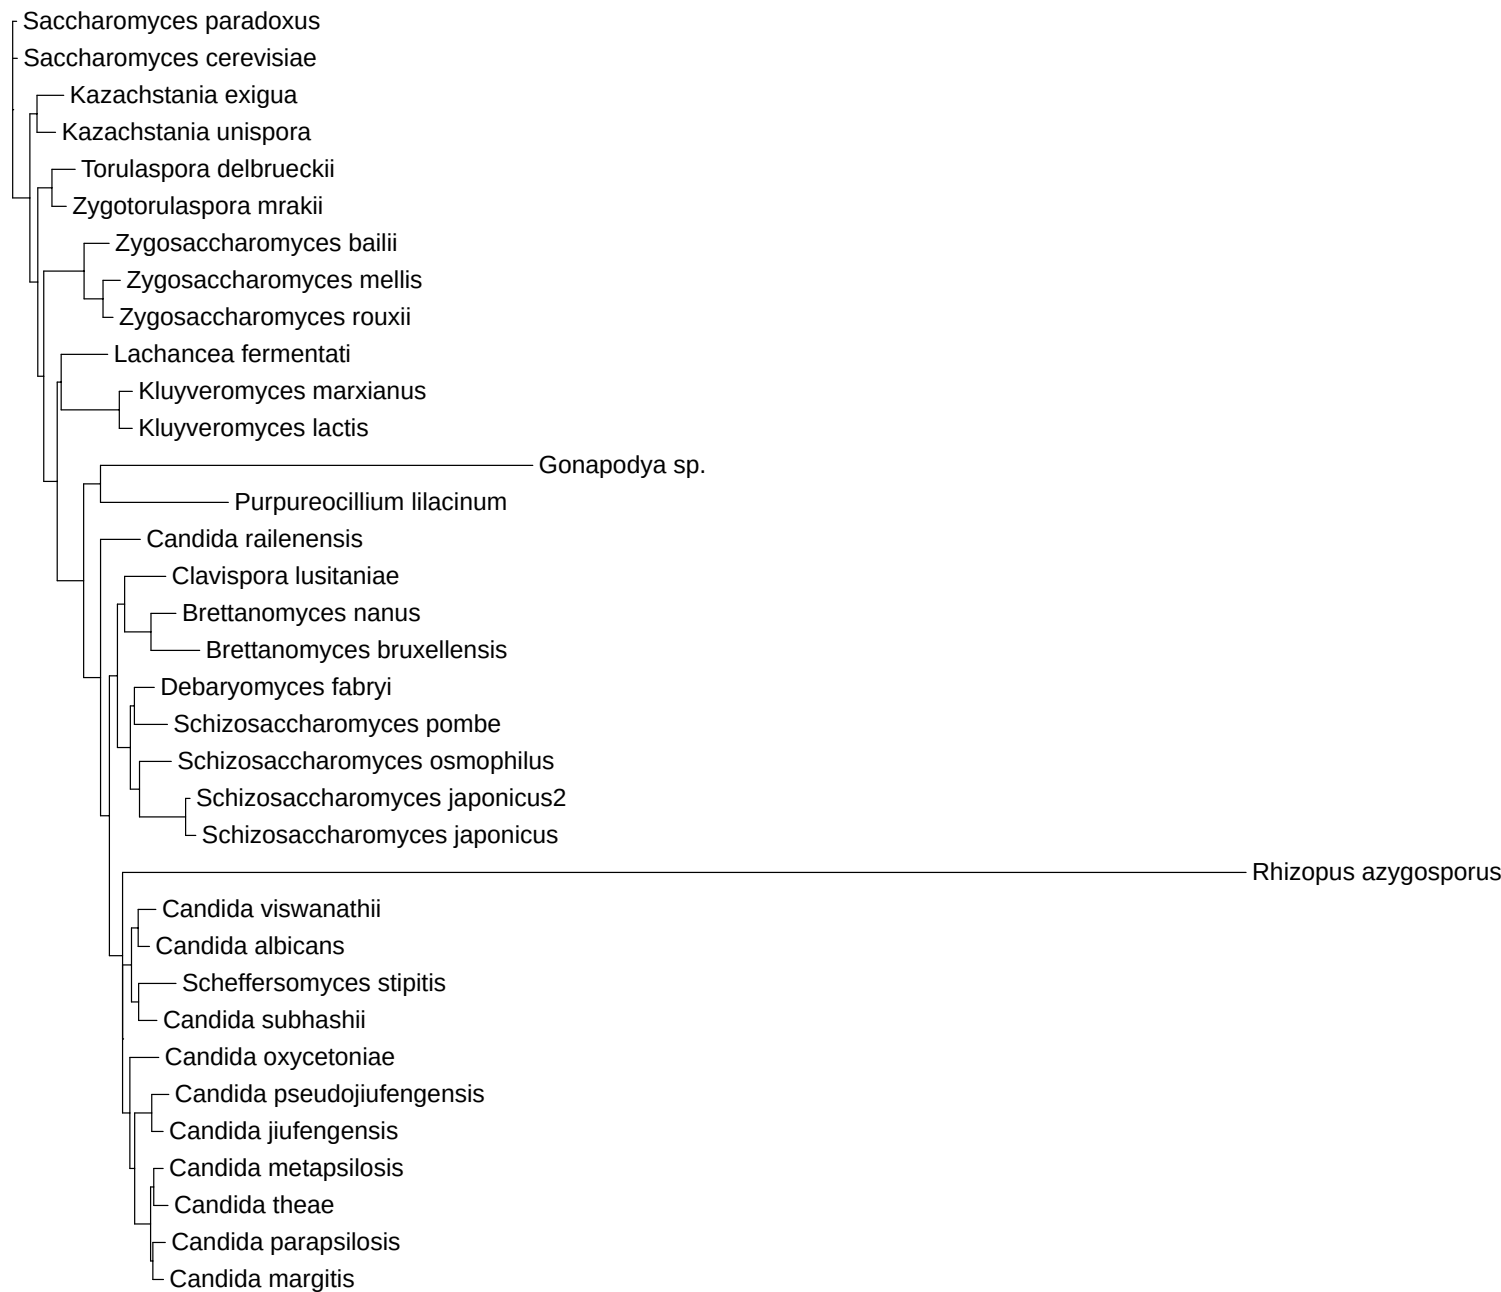 Saccharomyces paradoxus
Saccharomyces cerevisiae
Kazachstania exigua
Kazachstania unispora
Torulaspora delbrueckii
Zygotorulaspora mrakii
Zygosaccharomyces bailii
Zygosaccharomyces mellis
Zygosaccharomyces rouxii
Lachancea fermentati
Kluyveromyces marxianus
Kluyveromyces lactis
Gonapodya sp.
Purpureocillium lilacinum
Candida railenensis
Clavispora lusitaniae
Brettanomyces nanus
Brettanomyces bruxellensis
Debaryomyces fabryi
Schizosaccharomyces pombe
Schizosaccharomyces osmophilus
Schizosaccharomyces japonicus2
Schizosaccharomyces japonicus
Rhizopus azygosporus
Candida viswanathii
Candida albicans
Scheffersomyces stipitis
Candida subhashii
Candida oxycetoniae
Candida pseudojiufengensis
Candida jiufengensis
Candida metapsilosis
Candida theae
Candida parapsilosis
Candida margitis